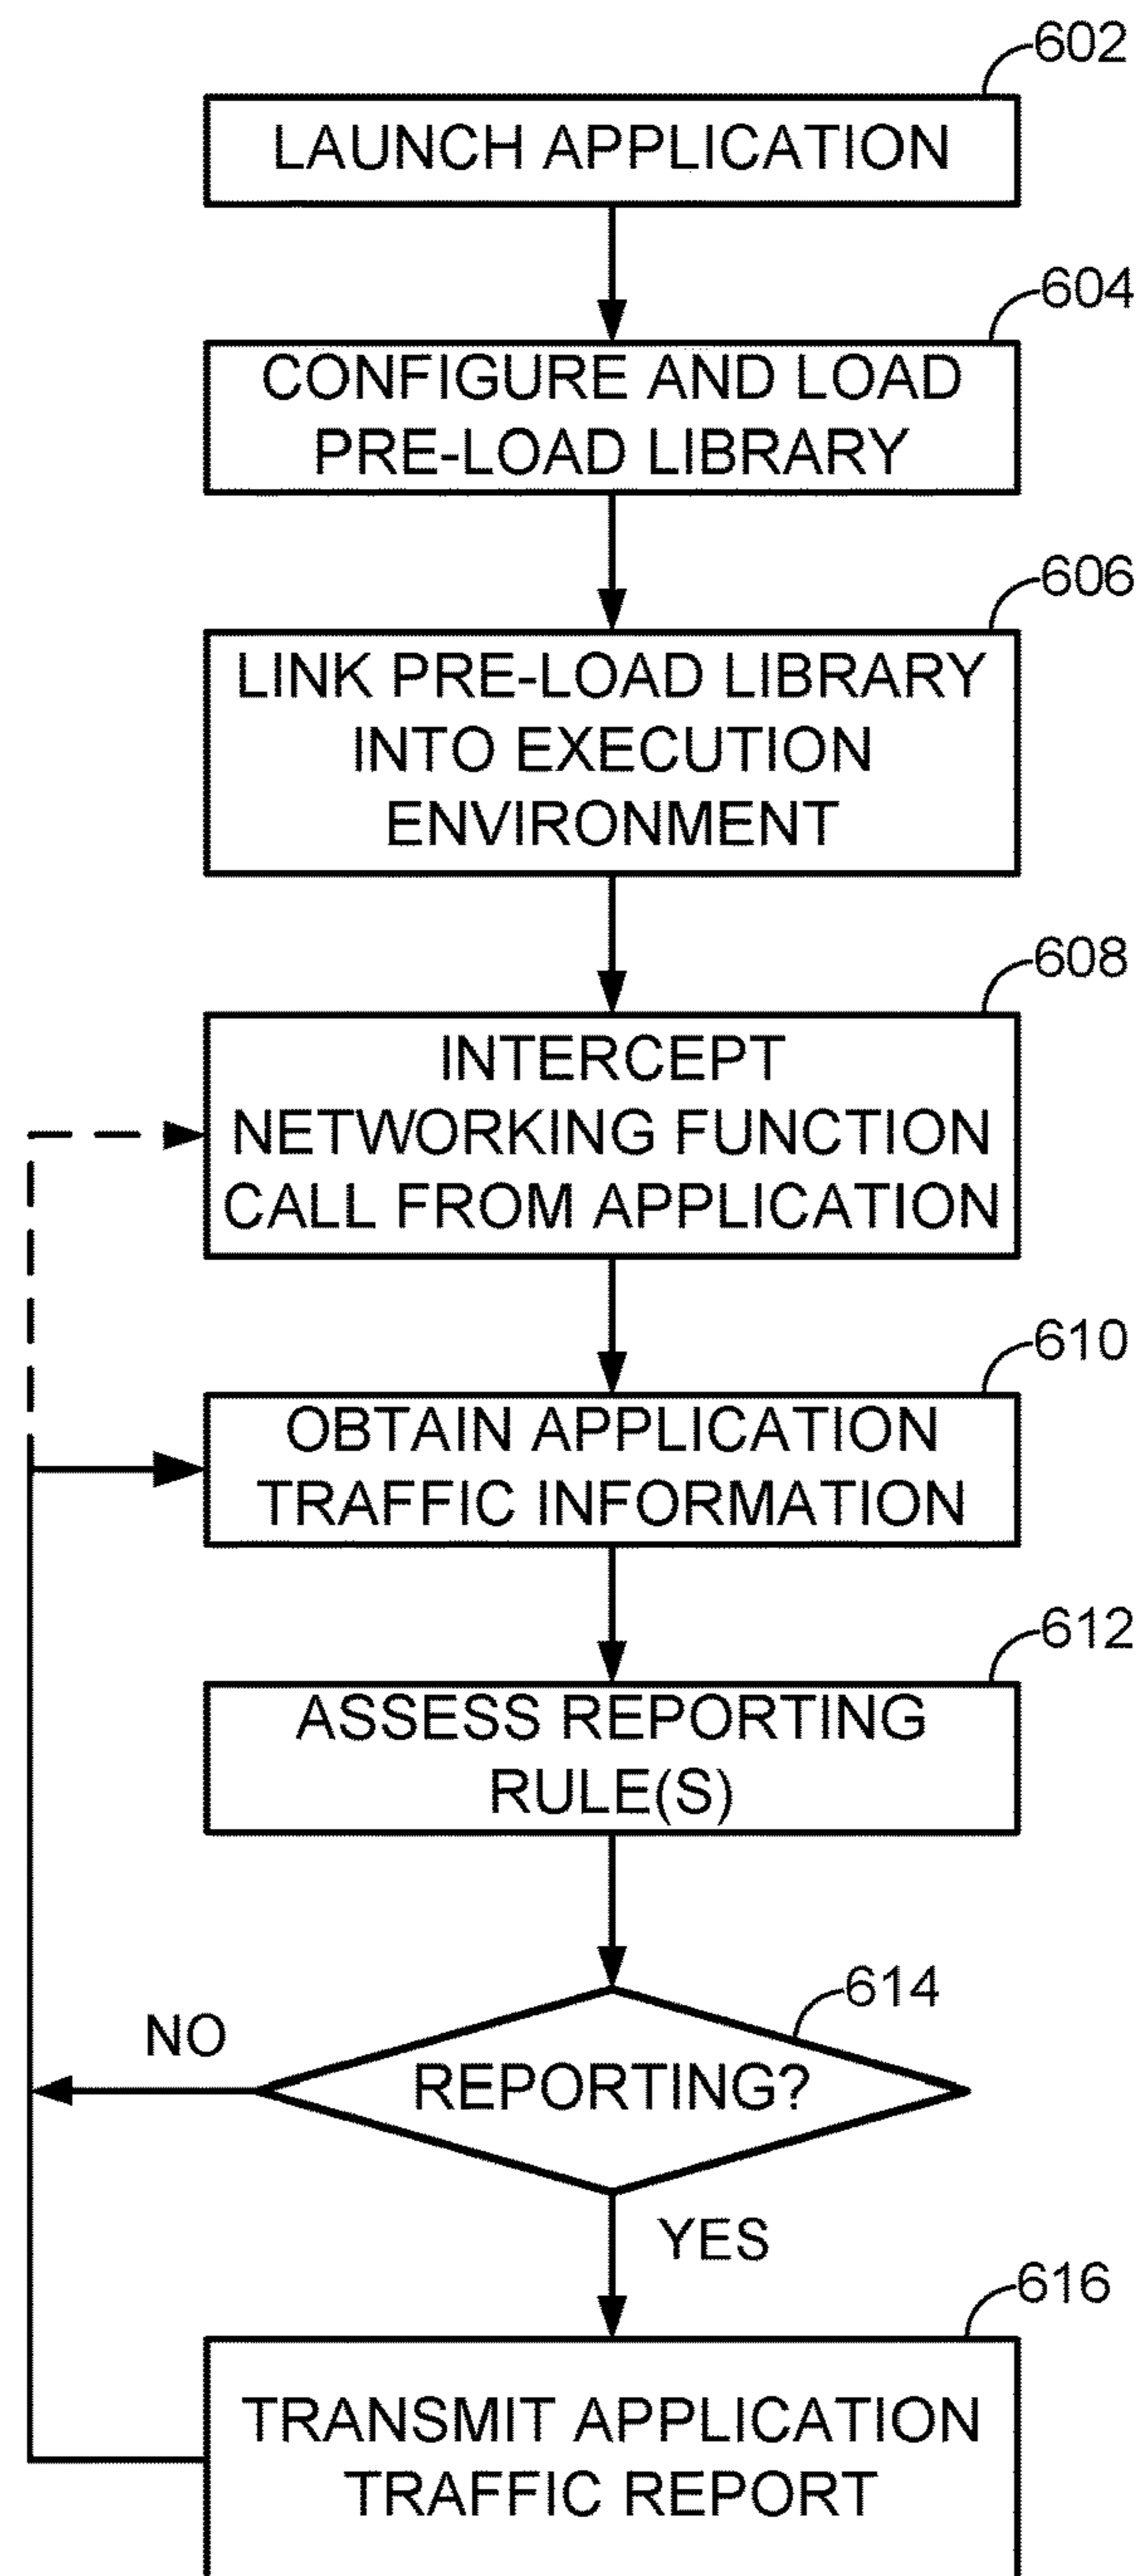 602
LAUNCH APPLICATION
604
CONFIGURE AND LOAD
PRE-LOAD LIBRARY
606
LINK PRE-LOAD LIBRARY
INTO EXECUTION
ENVIRONMENT
608
INTERCEPT
NETWORKING FUNCTION
CALL FROM APPLICATION
610
OBTAIN APPLICATION
TRAFFIC INFORMATION
612
ASSESS REPORTING
RULE(S)
614
NO
REPORTING?
YES
616
TRANSMIT APPLICATION
TRAFFIC REPORT